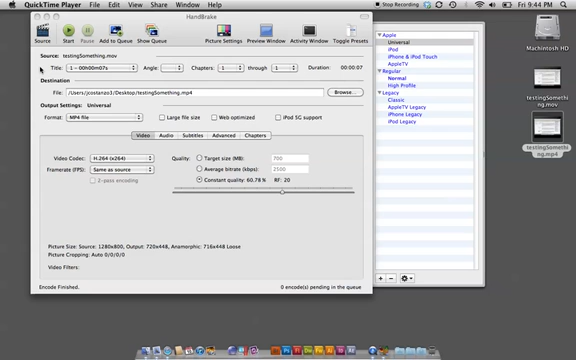 QuickTime Player File Edit View Share Window Help
Stop Recording
Fri 9:44 PM
HandBrake
Source Start Pause Add to Queue Show Queue Picture Settings Preview Window Activity Window Toggle Presets
Source: testingSomething.mov
Title: 1 - 00h00m07s Angle: Chapters: 1 through 1 Duration: 00:00:07
Destination
File: /Users/jcostanzo3/Desktop/testingSomething.mp4 Browse...
Output Settings: Universal
Format: MP4 file Large file size Web optimized iPod 5G support
Video Audio Subtitles Advanced Chapters
Video Codec: H.264 (x264) Quality: Target size (MB): 700
Framerate (FPS): Same as source Average bitrate (kbps): 2500
2-pass encoding Constant quality: 60.78 % RF: 20
Picture Size: Source: 1280x800, Output: 720x448, Anamorphic: 716x448 Loose
Picture Cropping: Auto 0/0/0/0
Video Filters:
Encode Finished. 0 encode(s) pending in the queue
Apple
Universal
iPod
iPhone & iPod Touch
AppleTV
Regular
Normal
High Profile
Legacy
Classic
AppleTV Legacy
iPhone Legacy
iPod Legacy
Macintosh HD
testingSomething.mov
testingSomething.mp4